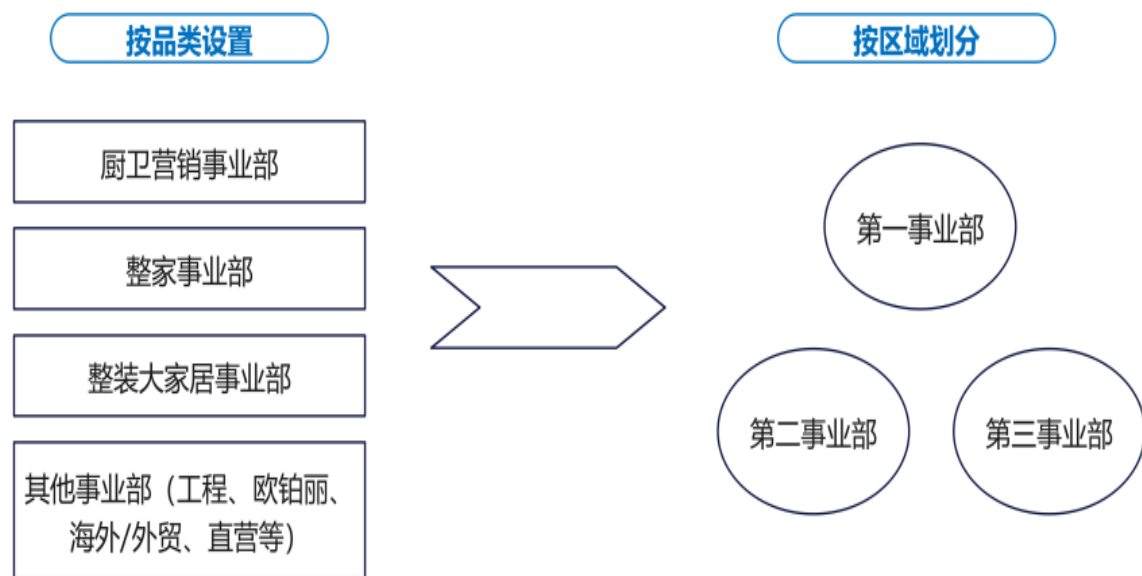 按品类设置
厨卫营销事业部
整家事业部
整装大家居事业部
其他事业部（工程、欧铂丽、
海外/外贸、直营等）
按区域划分
第一事业部
第二事业部
第三事业部